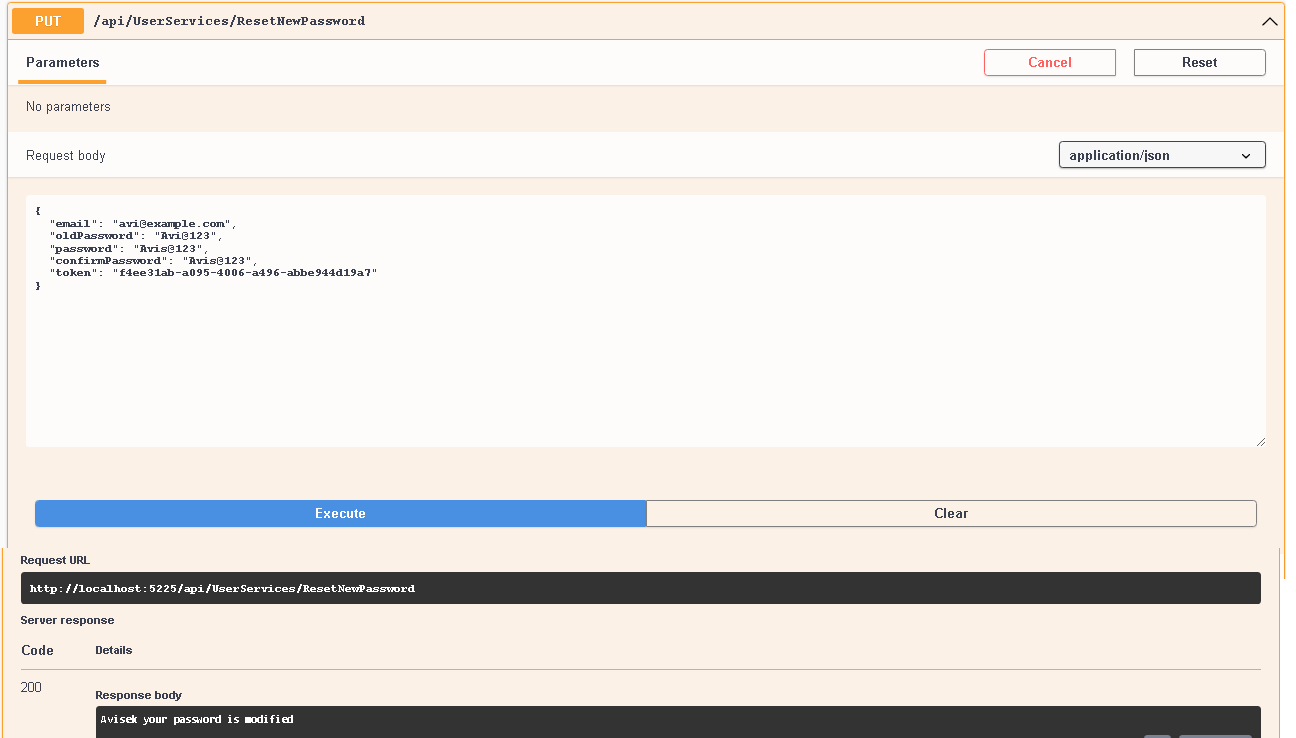 PUT /api/UserServices/ResetNewPassword
Parameters Cancel Reset
No parameters
Request body application/json
{
"email": "avi@example.com",
"oldPassword": "Avi@123",
"password": "Avis@123",
"confirmPassword": "Avis@123",
"token": "f4ee31ab-a095-4006-a496-abbe944d19a7"
}
Execute Clear
Request URL
http://localhost:5225/api/UserServices/ResetNewPassword
Server response
Code Details
200
Response body
Avisek your password is modified